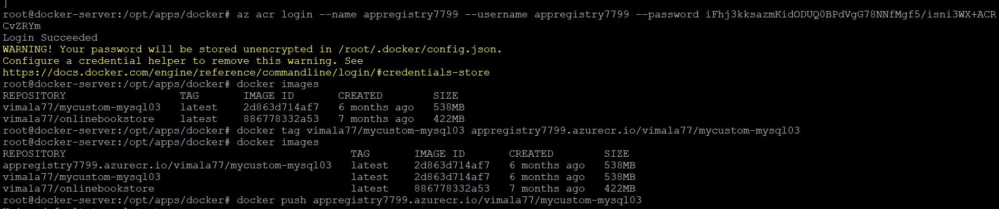 ]
root@docker-server:/opt/apps/docker# az acr login --name appregistry7799 --username appregistry7799 --password iFhj3kksazmKidODUQ0BPdVgG78NNfMgf5/isni3WX+ACR
CvZRYm
Login Succeeded
WARNING! Your password will be stored unencrypted in /root/.docker/config.json.
Configure a credential helper to remove this warning. See
https://docs.docker.com/engine/reference/commandline/login/#credentials-store
root@docker-server:/opt/apps/docker# docker images
REPOSITORY                  TAG       IMAGE ID       CREATED        SIZE
vimala77/mycustom-mysql03   latest    2d863d714af7   6 months ago   538MB
vimala77/onlinebookstore    latest    886778332a53   7 months ago   422MB
root@docker-server:/opt/apps/docker# docker tag vimala77/mycustom-mysql03 appregistry7799.azurecr.io/vimala77/mycustom-mysql03
root@docker-server:/opt/apps/docker# docker images
REPOSITORY                                             TAG       IMAGE ID       CREATED        SIZE
appregistry7799.azurecr.io/vimala77/mycustom-mysql03   latest    2d863d714af7   6 months ago   538MB
vimala77/mycustom-mysql03                              latest    2d863d714af7   6 months ago   538MB
vimala77/onlinebookstore                               latest    886778332a53   7 months ago   422MB
root@docker-server:/opt/apps/docker# docker push appregistry7799.azurecr.io/vimala77/mycustom-mysql03